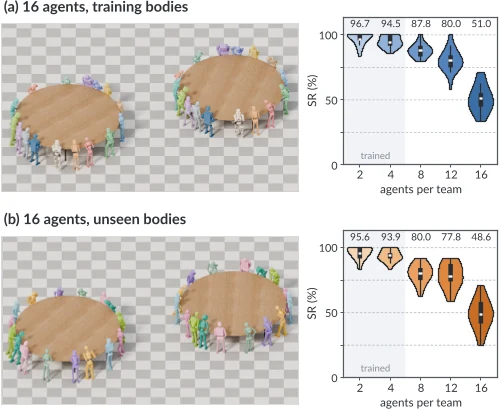 (a) 16 agents, training bodies
96.7 94.5 87.8 80.0 51.0
100
50
0
SR (%)
trained
2 4 8 12 16
agents per team
(b) 16 agents, unseen bodies
95.6 93.9 80.0 77.8 48.6
100
50
0
SR (%)
trained
2 4 8 12 16
agents per team